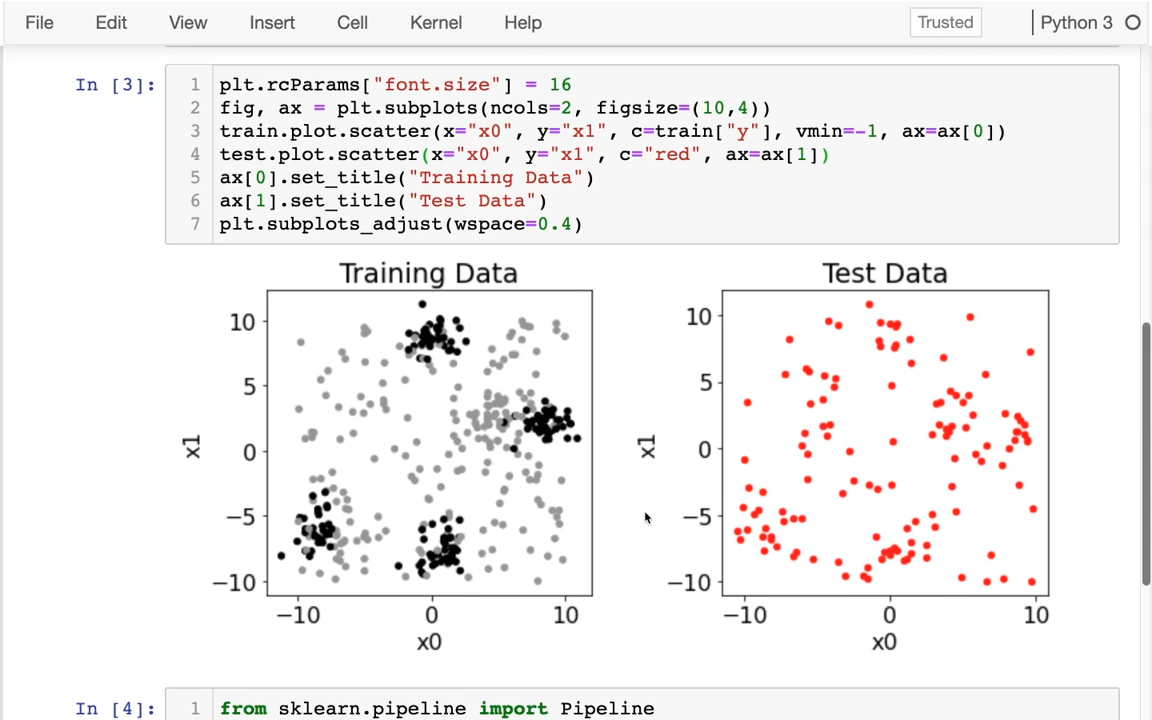 File Edit View Insert Cell Kernel Help Trusted Python 3
In [3]:
1 plt.rcParams["font.size"] = 16
2 fig, ax = plt.subplots(ncols=2, figsize=(10,4))
3 train.plot.scatter(x="x0", y="x1", c=train["y"], vmin=-1, ax=ax[0])
4 test.plot.scatter(x="x0", y="x1", c="red", ax=ax[1])
5 ax[0].set_title("Training Data")
6 ax[1].set_title("Test Data")
7 plt.subplots_adjust(wspace=0.4)
Training Data
10
5
0
−5
−10
x1
−10 0 10
x0
Test Data
10
5
0
−5
−10
x1
−10 0 10
x0
In [4]:
1 from sklearn.pipeline import Pipeline